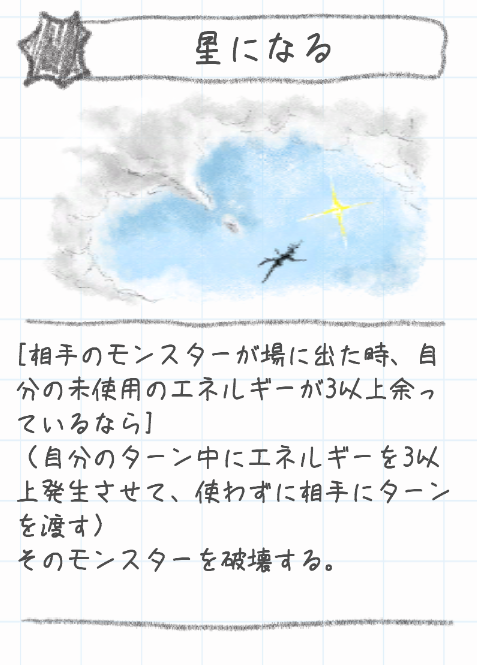 星になる
[相手のモンスターが場に出た時、自
分の未使用のエネルギーが3以上余っ
ているなら]
（自分のターン中にエネルギーを3以
上発生させて、使わずに相手にターン
を渡す）
そのモンスターを破壊する。